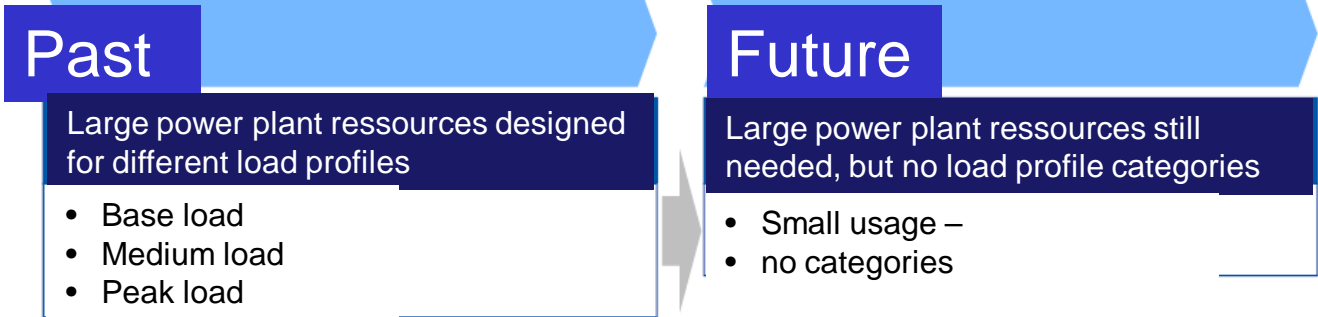 Past
Large power plant ressources designed
for different load profiles
• Base load
• Medium load
• Peak load
Future
Large power plant ressources still
needed, but no load profile categories
• Small usage –
• no categories